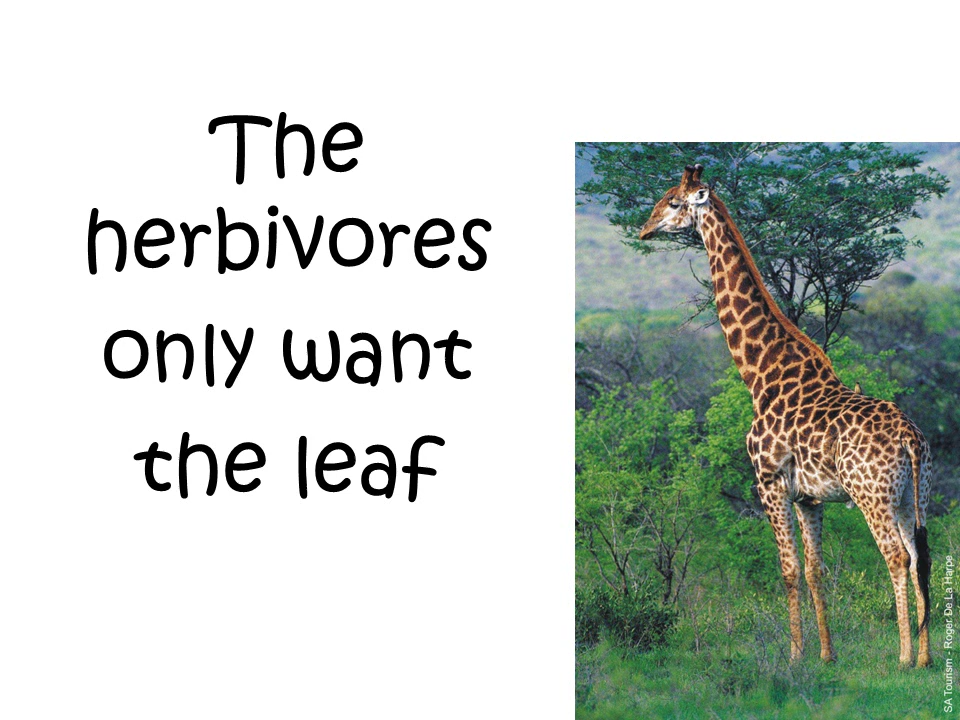 The
herbivores
only want
the leaf
SA Tourism - Roger De La Harpe